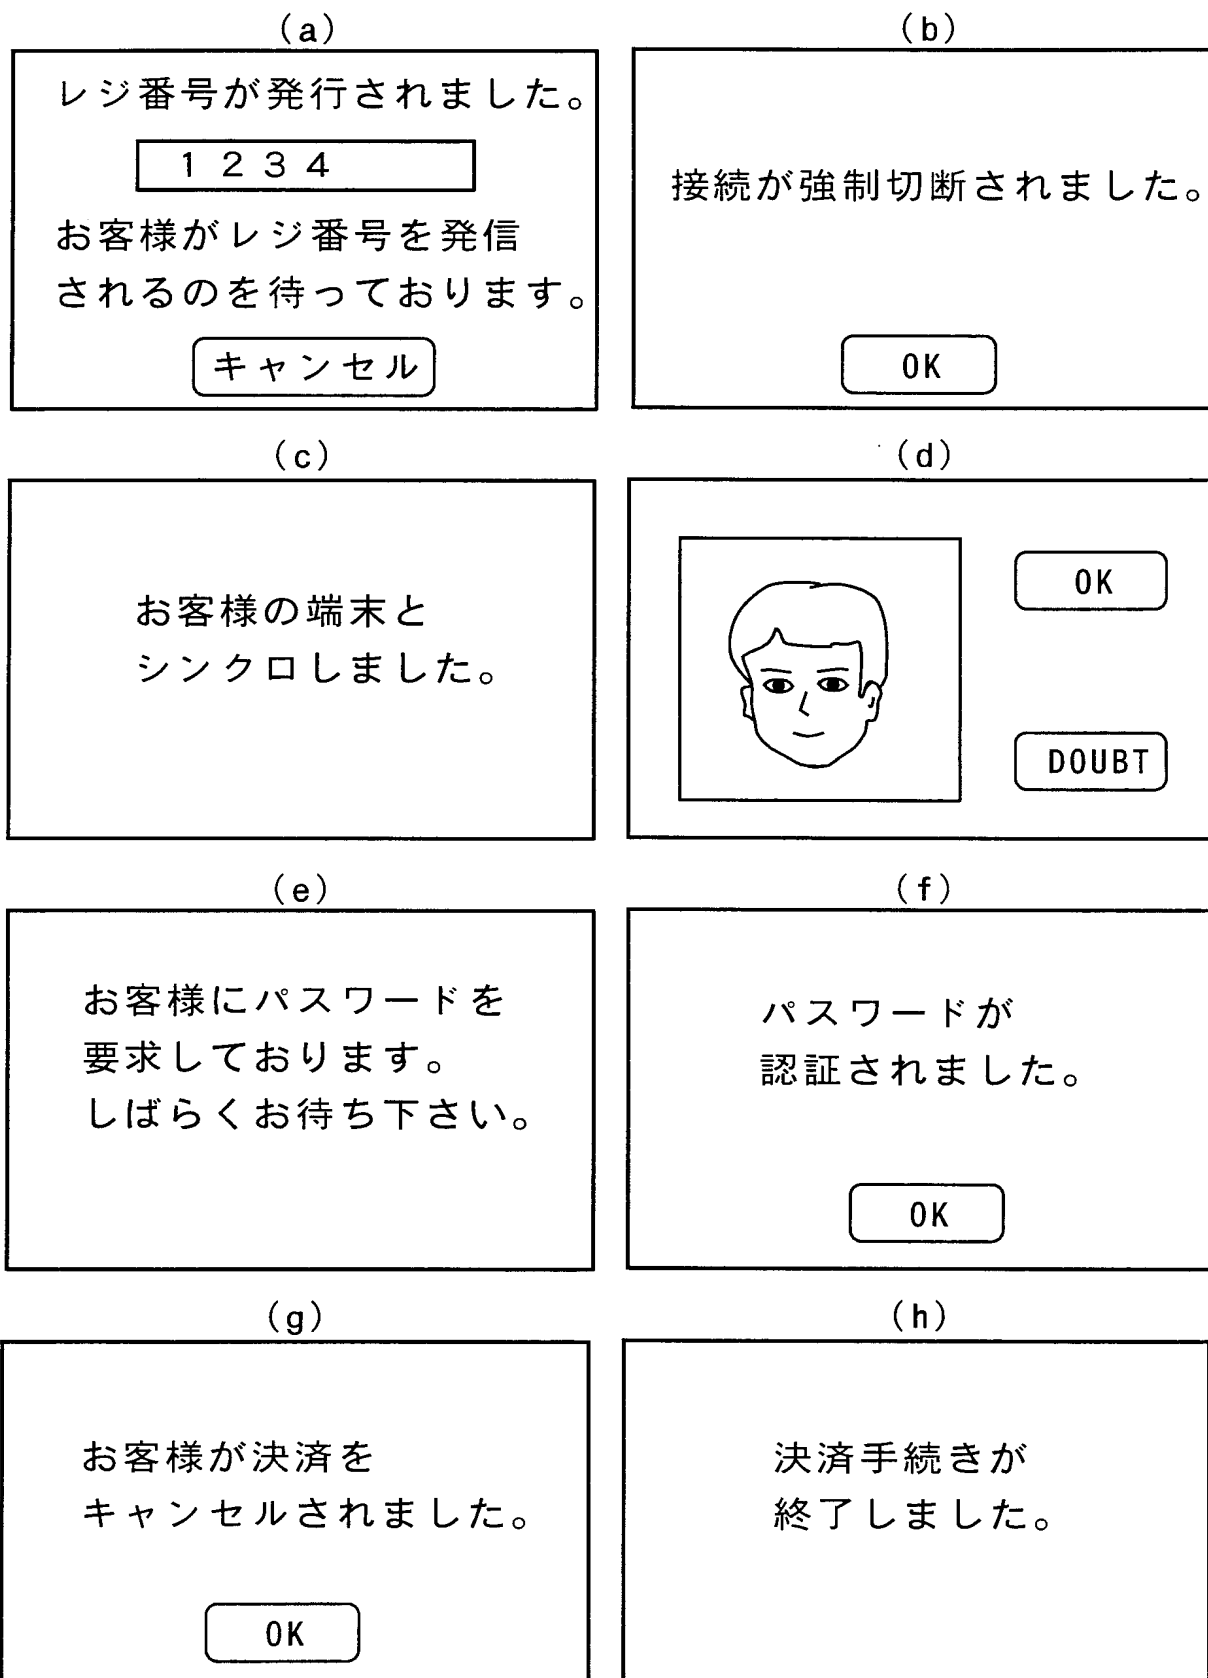 (a)
レジ番号が発行されました。
1234
お客様がレジ番号を発信
されるのを待っております。
キャンセル
(b)
接続が強制切断されました。
OK
(c)
お客様の端末と
シンクロしました。
(d)
OK
DOUBT
(e)
お客様にパスワードを
要求しております。
しばらくお待ち下さい。
(f)
パスワードが
認証されました。
OK
(g)
お客様が決済を
キャンセルされました。
OK
(h)
決済手続きが
終了しました。